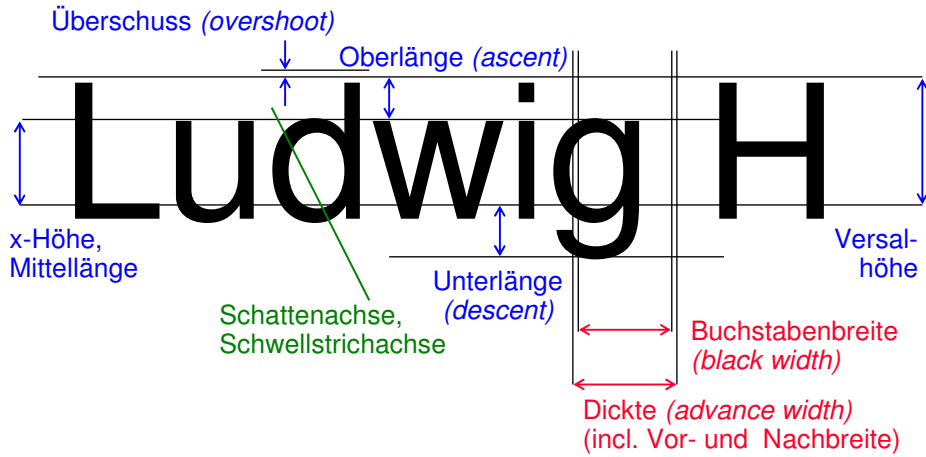 Überschuss (overshoot)
Oberlänge (ascent)
Ludwig H
x-Höhe,
Mittellänge
Versal-
höhe
Unterlänge
(descent)
Schattenachse,
Schwellstrichachse
Buchstabenbreite
(black width)
Dickte (advance width)
(incl. Vor- und  Nachbreite)